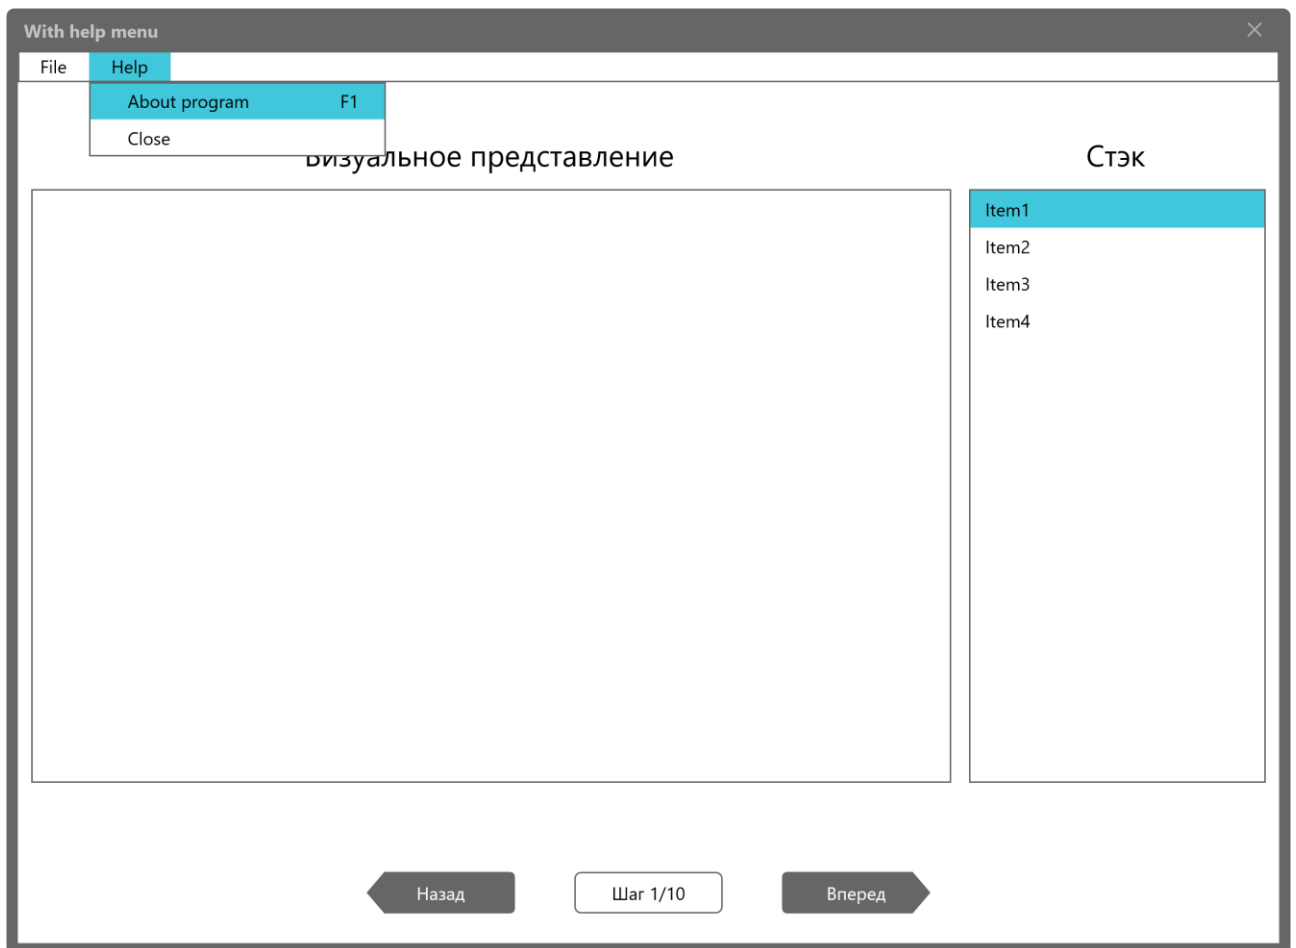 With help menu
File Help
About program F1
Close
Визуальное представление
Стэк
Item1
Item2
Item3
Item4
Назад
Шаг 1/10
Вперед